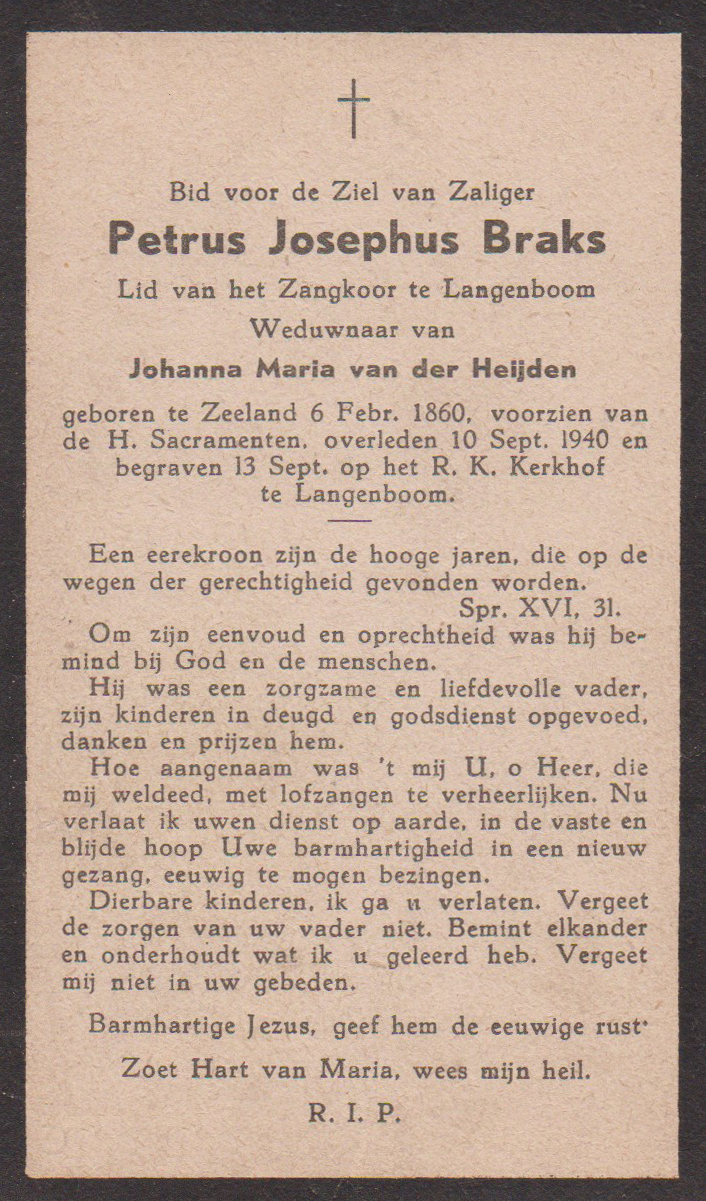 Bid voor de Ziel van Zaliger
Petrus Josephus Braks
Lid van het Zangkoor te Langenboom
Weduwnaar van
Johanna Maria van der Heijden
geboren te Zeeland 6 Febr. 1860, voorzien van
de H. Sacramenten, overleden 10 Sept. 1940 en
begraven 13 Sept. op het R. K. Kerkhof
te Langenboom.
Een eerekroon zijn de hooge jaren, die op de
wegen der gerechtigheid gevonden worden.
Spr. XVI, 31.
Om zijn eenvoud en oprechtheid was hij be-
mind bij God en de menschen.
Hij was een zorgzame en liefdevolle vader,
zijn kinderen in deugd en godsdienst opgevoed,
danken en prijzen hem.
Hoe aangenaam was 't mij U, o Heer, die
mij weldeed, met lofzangen te verheerlijken. Nu
verlaat ik uwen dienst op aarde, in de vaste en
blijde hoop Uwe barmhartigheid in een nieuw
gezang, eeuwig te mogen bezingen.
Dierbare kinderen, ik ga u verlaten. Vergeet
de zorgen van uw vader niet. Bemint elkander
en onderhoudt wat ik u geleerd heb. Vergeet
mij niet in uw gebeden.
Barmhartige Jezus, geef hem de eeuwige rust.
Zoet Hart van Maria, wees mijn heil.
R. I. P.